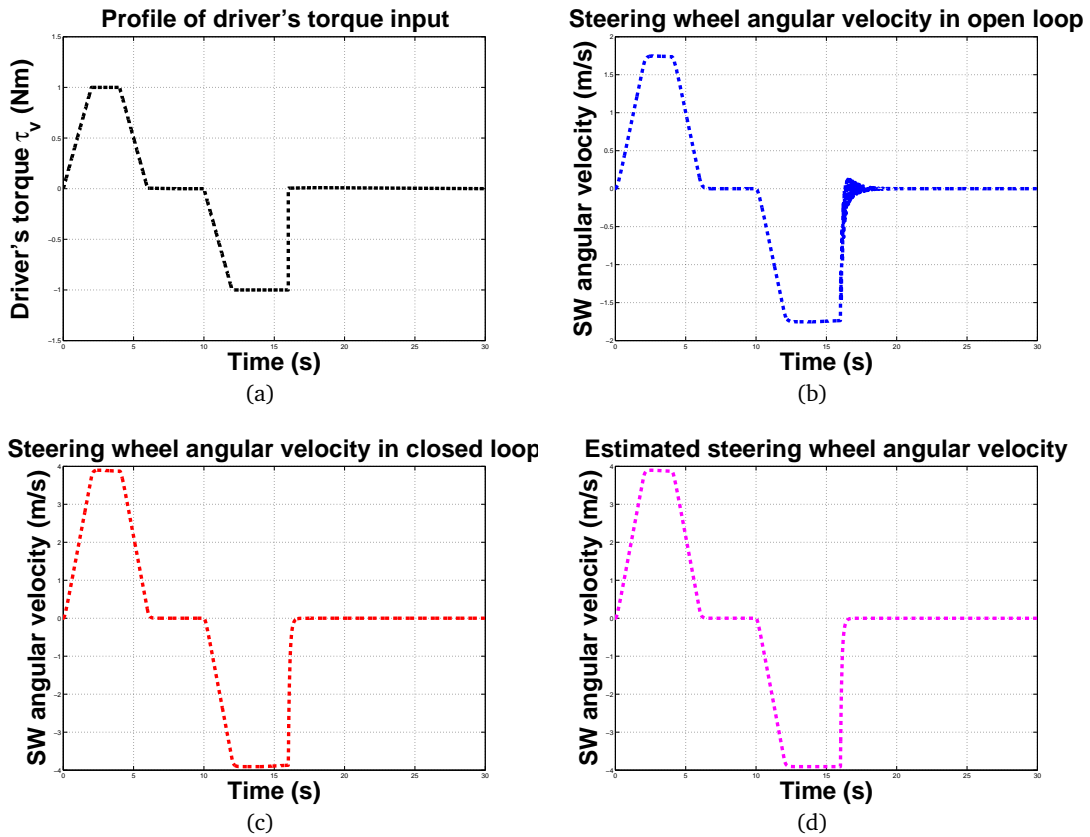 Profile of driver's torque input
Driver's torque τ_v (Nm)
1.5
1
0.5
0
−0.5
−1
−1.5
0 5 10 15 20 25 30
Time (s)
(a)
Steering wheel angular velocity in open loop
SW angular velocity (m/s)
2
1.5
1
0.5
0
−0.5
−1
−1.5
−2
0 5 10 15 20 25 30
Time (s)
(b)
Steering wheel angular velocity in closed loop
SW angular velocity (m/s)
4
3
2
1
0
−1
−2
−3
−4
0 5 10 15 20 25 30
Time (s)
(c)
Estimated steering wheel angular velocity
SW angular velocity (m/s)
4
3
2
1
0
−1
−2
−3
−4
0 5 10 15 20 25 30
Time (s)
(d)